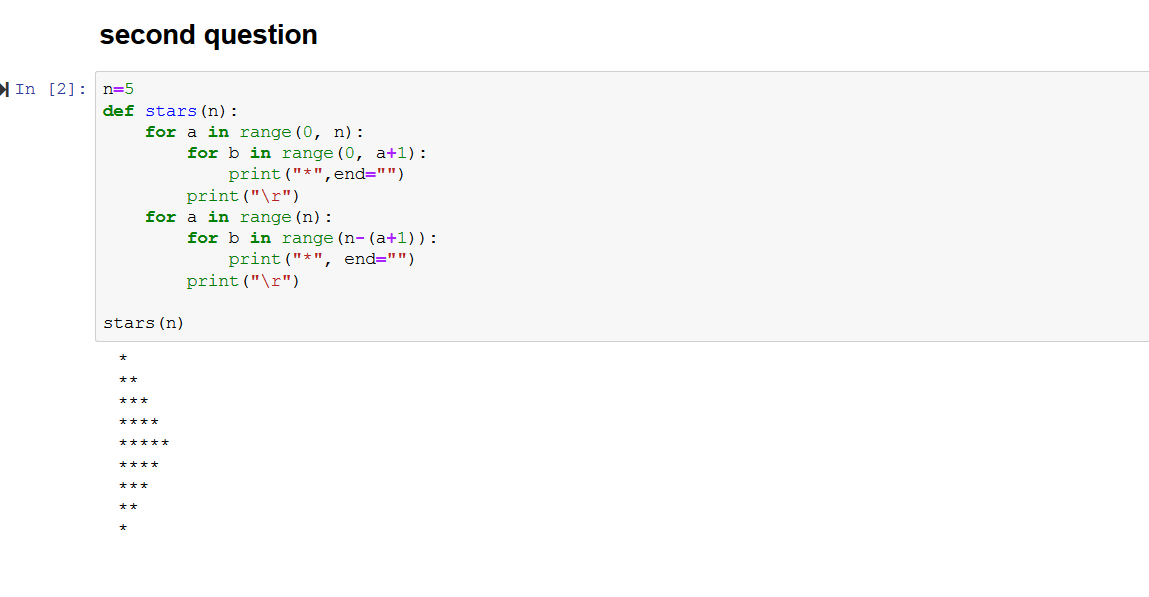 second question
In [2]:
n=5
def stars(n):
    for a in range(0, n):
        for b in range(0, a+1):
            print("*",end="")
        print("\r")
    for a in range(n):
        for b in range(n-(a+1)):
            print("*", end="")
        print("\r")

stars(n)
*
**
***
****
*****
****
***
**
*